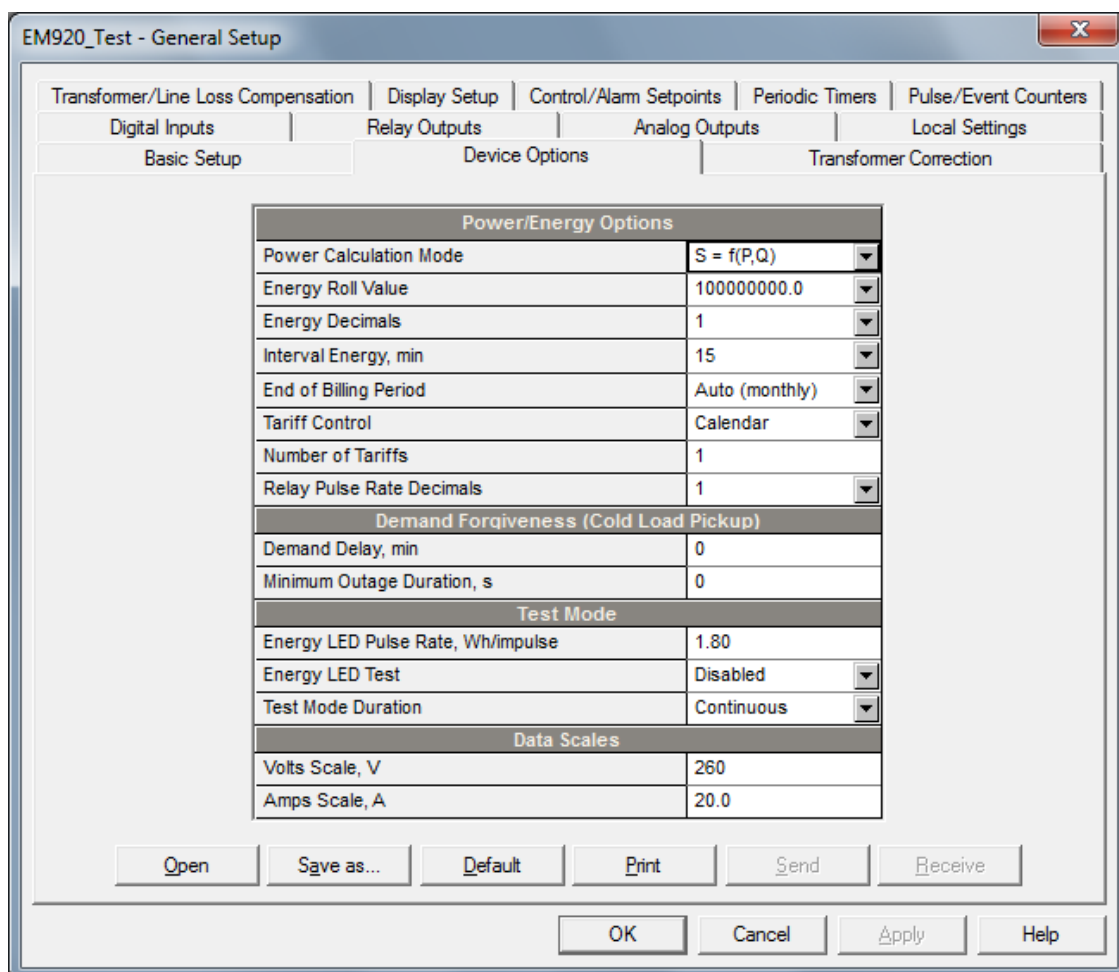 EM920_Test - General Setup
Transformer/Line Loss Compensation Display Setup Control/Alarm Setpoints Periodic Timers Pulse/Event Counters
Digital Inputs Relay Outputs Analog Outputs Local Settings
Basic Setup Device Options Transformer Correction
Power/Energy Options
Power Calculation Mode S = f(P,Q)
Energy Roll Value 100000000.0
Energy Decimals 1
Interval Energy, min 15
End of Billing Period Auto (monthly)
Tariff Control Calendar
Number of Tariffs 1
Relay Pulse Rate Decimals 1
Demand Forgiveness (Cold Load Pickup)
Demand Delay, min 0
Minimum Outage Duration, s 0
Test Mode
Energy LED Pulse Rate, Wh/impulse 1.80
Energy LED Test Disabled
Test Mode Duration Continuous
Data Scales
Volts Scale, V 260
Amps Scale, A 20.0
Open Save as... Default Print Send Receive
OK Cancel Apply Help